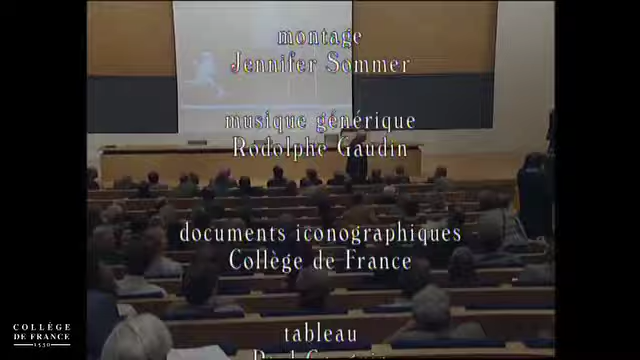 montage
Jennifer Sommer
musique générique
Rodolphe Gaudin
documents iconographiques
Collège de France
tableau
COLLÈGE
DE FRANCE
1530